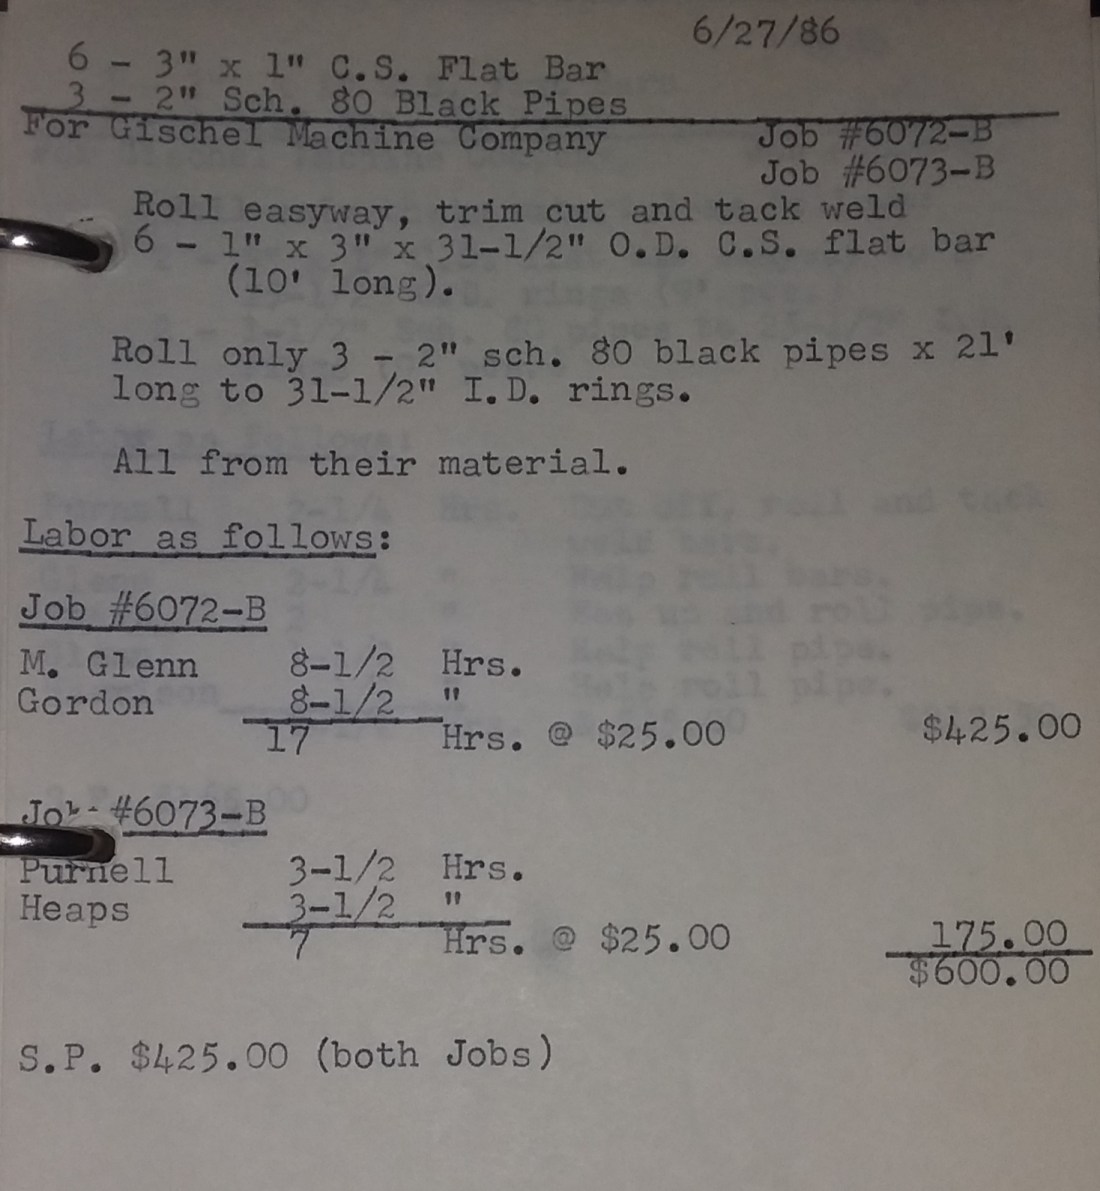 6/27/86
6 - 3" x 1" C.S. Flat Bar
3 - 2" Sch. 80 Black Pipes
For Gischel Machine Company Job #6072-B
Job #6073-B
Roll easyway, trim cut and tack weld
6 - 1" x 3" x 31-1/2" O.D. C.S. flat bar
(10' long).
Roll only 3 - 2" sch. 80 black pipes x 21'
long to 31-1/2" I.D. rings.
All from their material.
Labor as follows:
Job #6072-B
M. Glenn 8-1/2 Hrs.
Gordon 8-1/2 "
17 Hrs. @ $25.00 $425.00
Job #6073-B
Purnell 3-1/2 Hrs.
Heaps 3-1/2 "
7 Hrs. @ $25.00 175.00
$600.00
S.P. $425.00 (both Jobs)